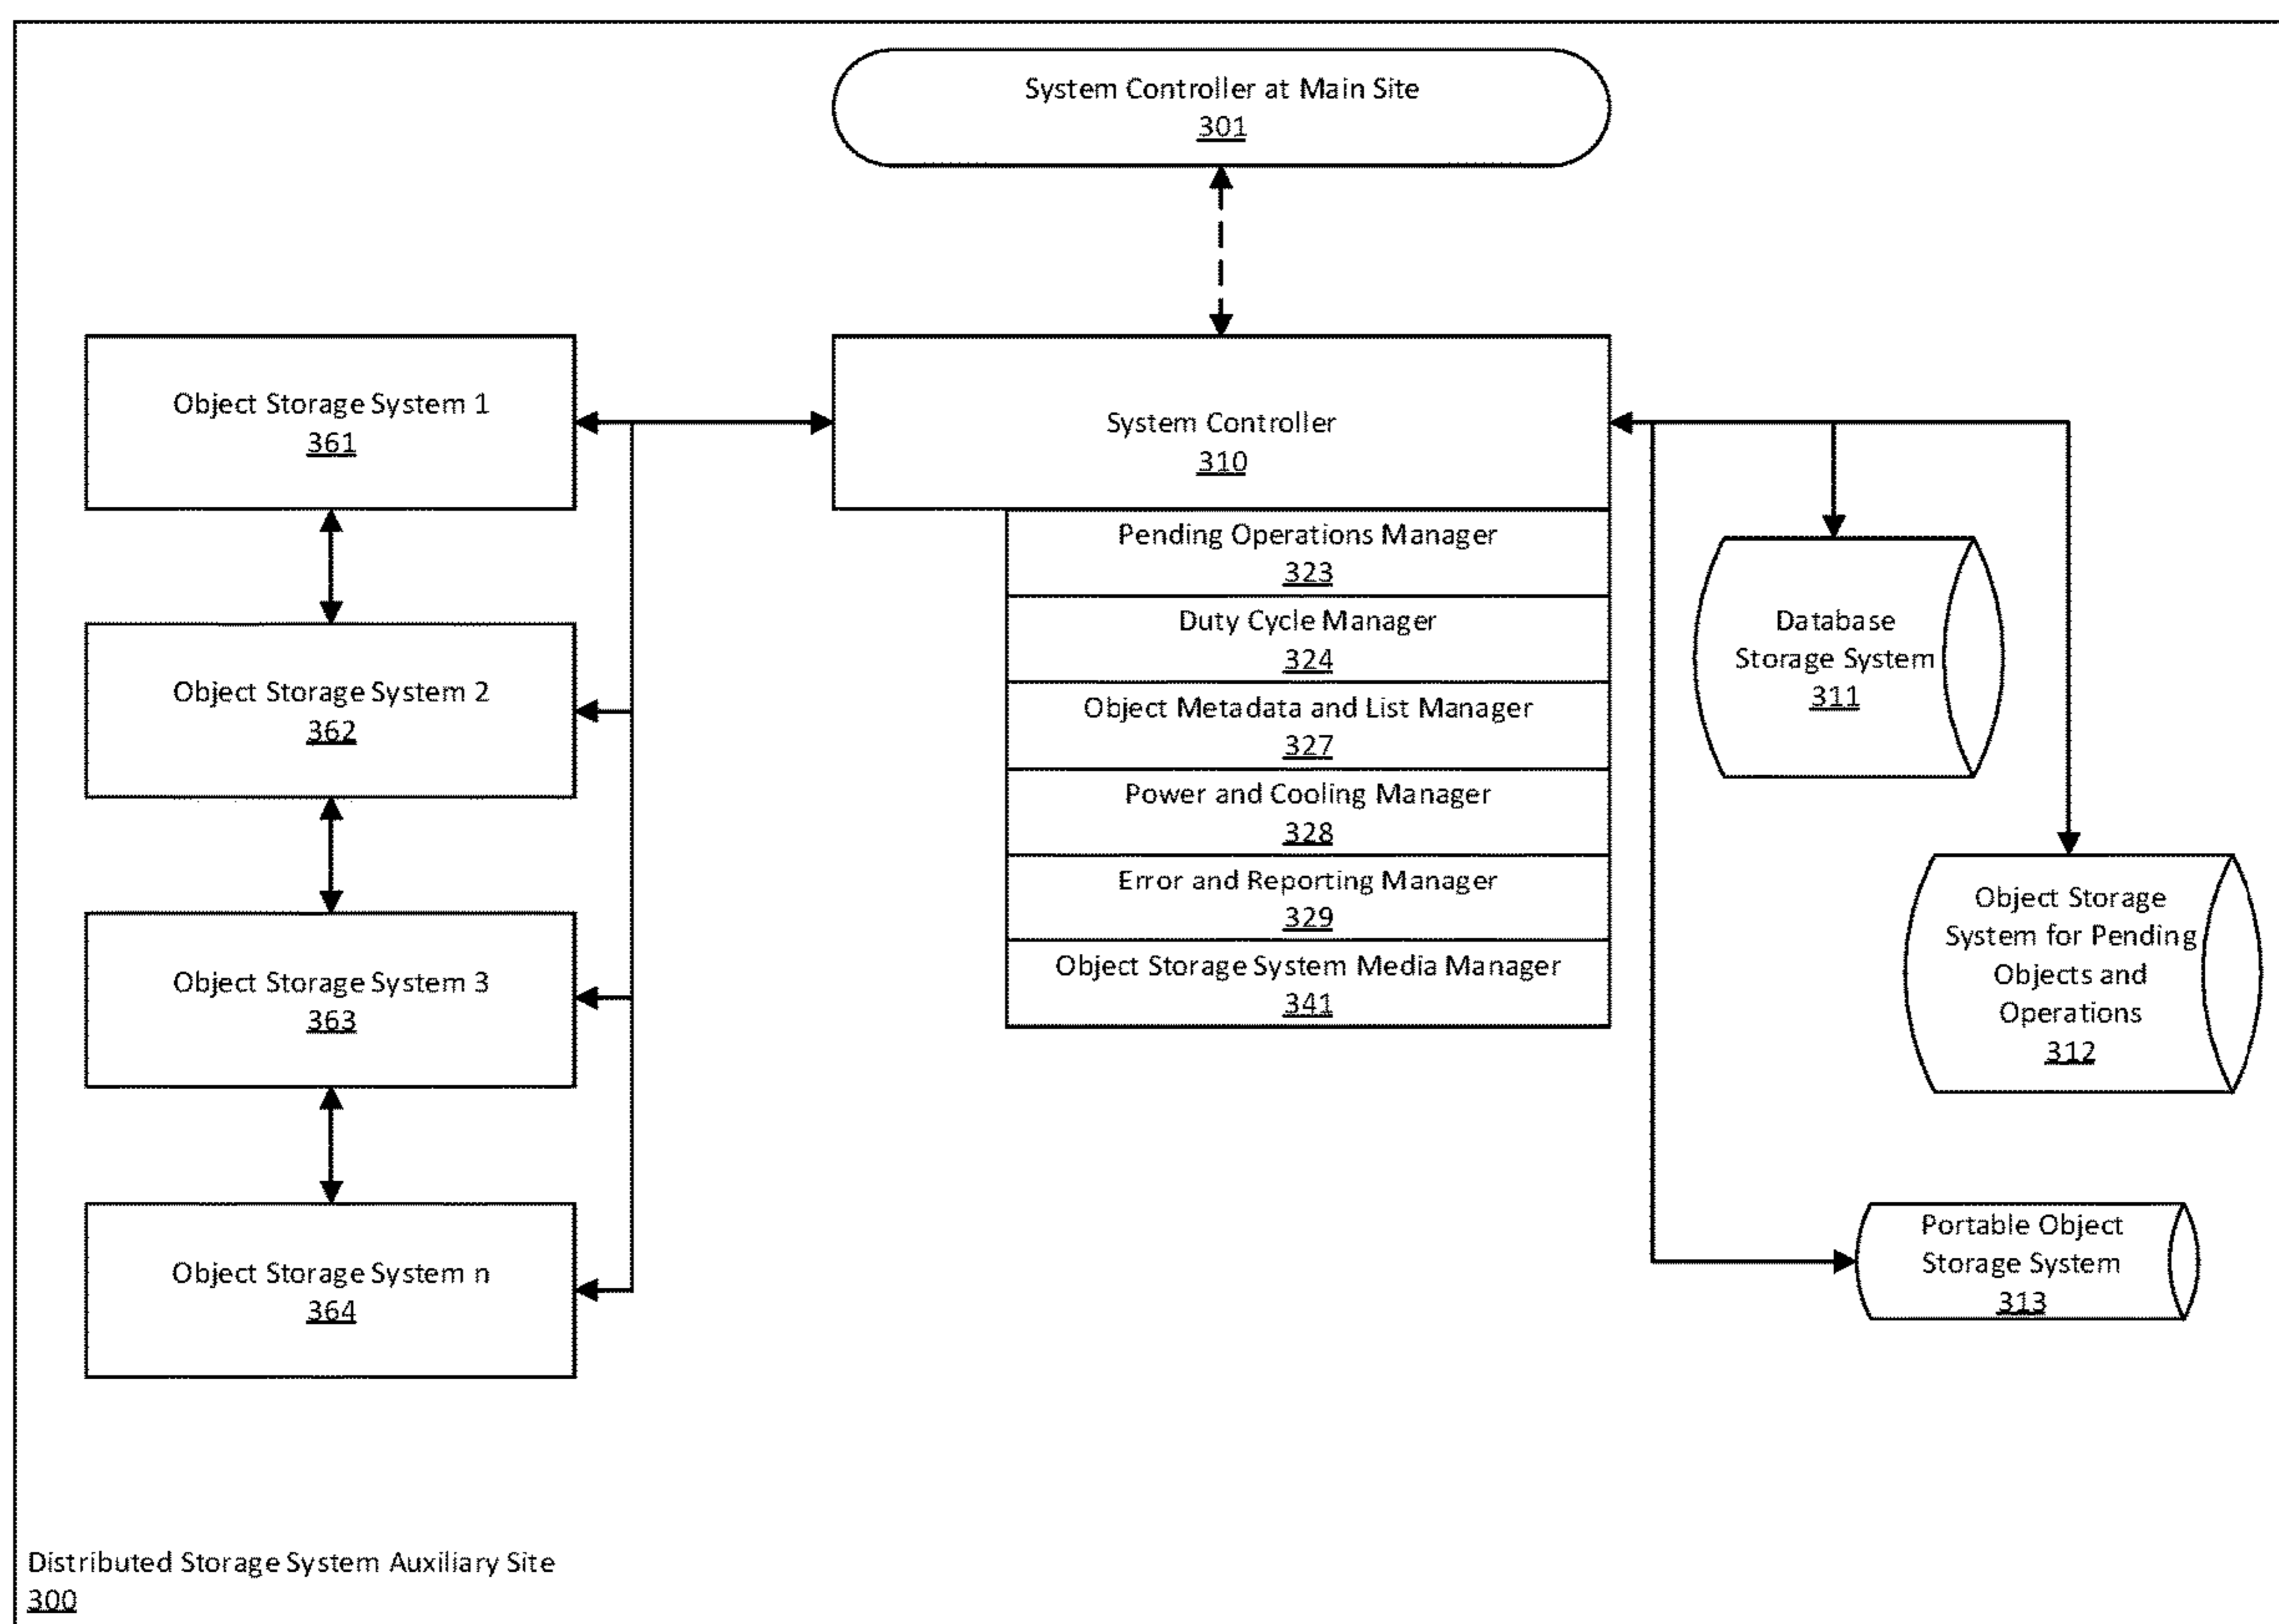 System Controller at Main Site
301
Object Storage System 1
361
System Controller
310
Pending Operations Manager
323
Duty Cycle Manager
324
Object Metadata and List Manager
327
Power and Cooling Manager
328
Error and Reporting Manager
329
Object Storage System Media Manager
341
Object Storage System 2
362
Object Storage System 3
363
Object Storage System n
364
Database
Storage System
311
Object Storage
System for Pending
Objects and
Operations
312
Portable Object
Storage System
313
Distributed Storage System Auxiliary Site
300